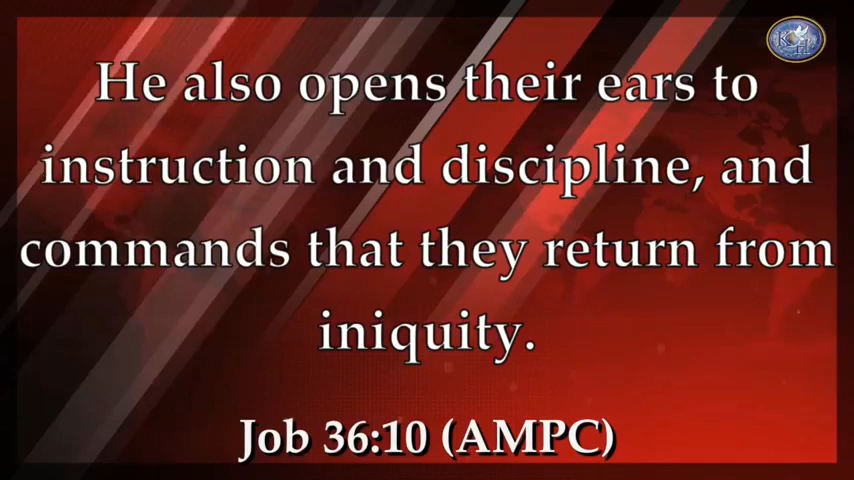 He also opens their ears to
instruction and discipline, and
commands that they return from
iniquity.
Job 36:10 (AMPC)